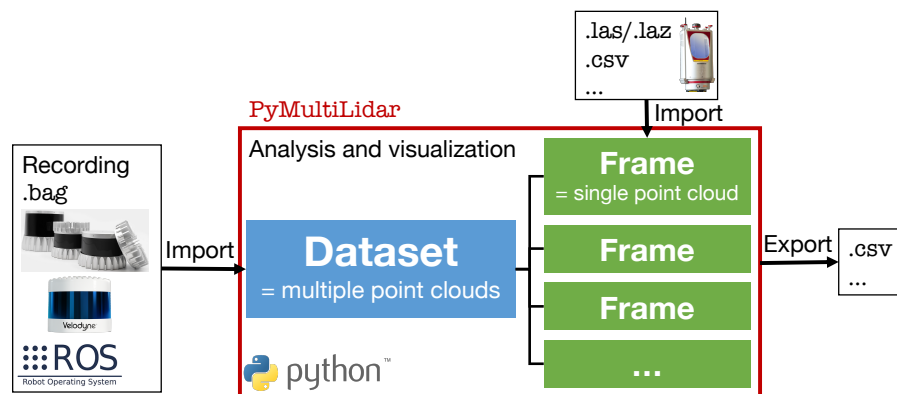 .las/.laz
.csv
...
Import
PyMultiLidar
Analysis and visualization
Recording
.bag
Velodyne
ROS
Robot Operating System
Import
Dataset
= multiple point clouds
python™
Frame
= single point cloud
Frame
Frame
...
Export
.csv
...